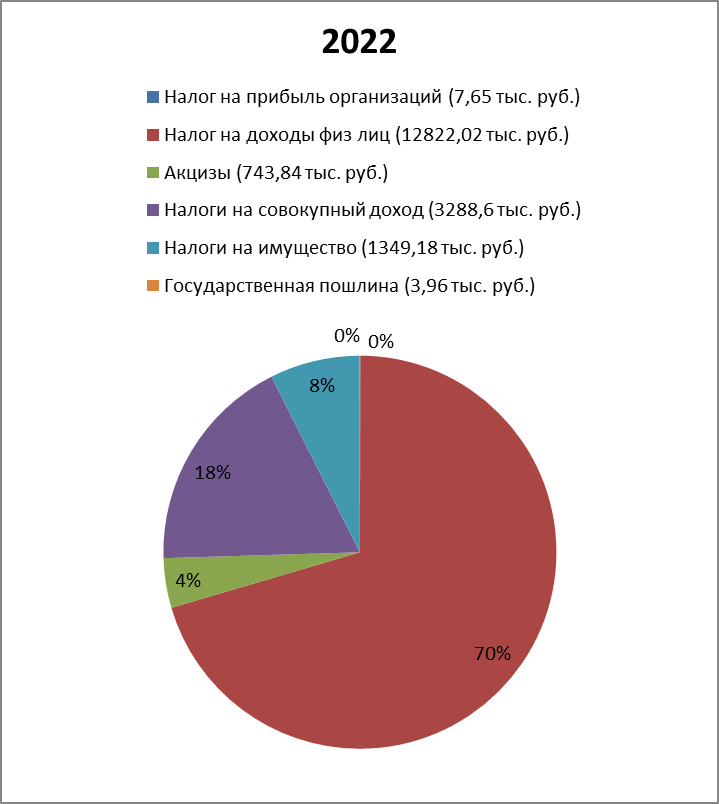 2022
Налог на прибыль организаций (7,65 тыс. руб.)
Налог на доходы физ лиц (12822,02 тыс. руб.)
Акцизы (743,84 тыс. руб.)
Налоги на совокупный доход (3288,6 тыс. руб.)
Налоги на имущество (1349,18 тыс. руб.)
Государственная пошлина (3,96 тыс. руб.)
0% 0%
8%
18%
4%
70%